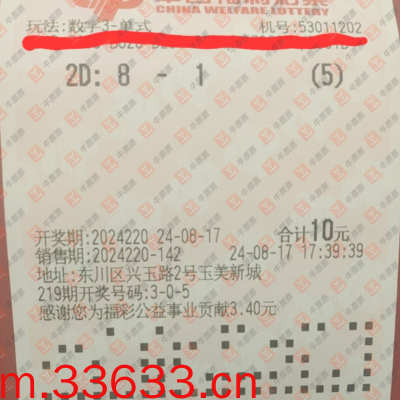 CHINA WELFARE LOTTERY
玩法:数字3-单式 机号:53011202
2D: 8 - 1 (5)
开奖期:2024220 24-08-17 合计10元
销售期:2024220-142 24-08-17 17:39:39
地址:东川区兴玉路2号玉美新城
219期开奖号码:3-0-5
感谢您为福彩公益事业贡献3.40元
m.33633.cn